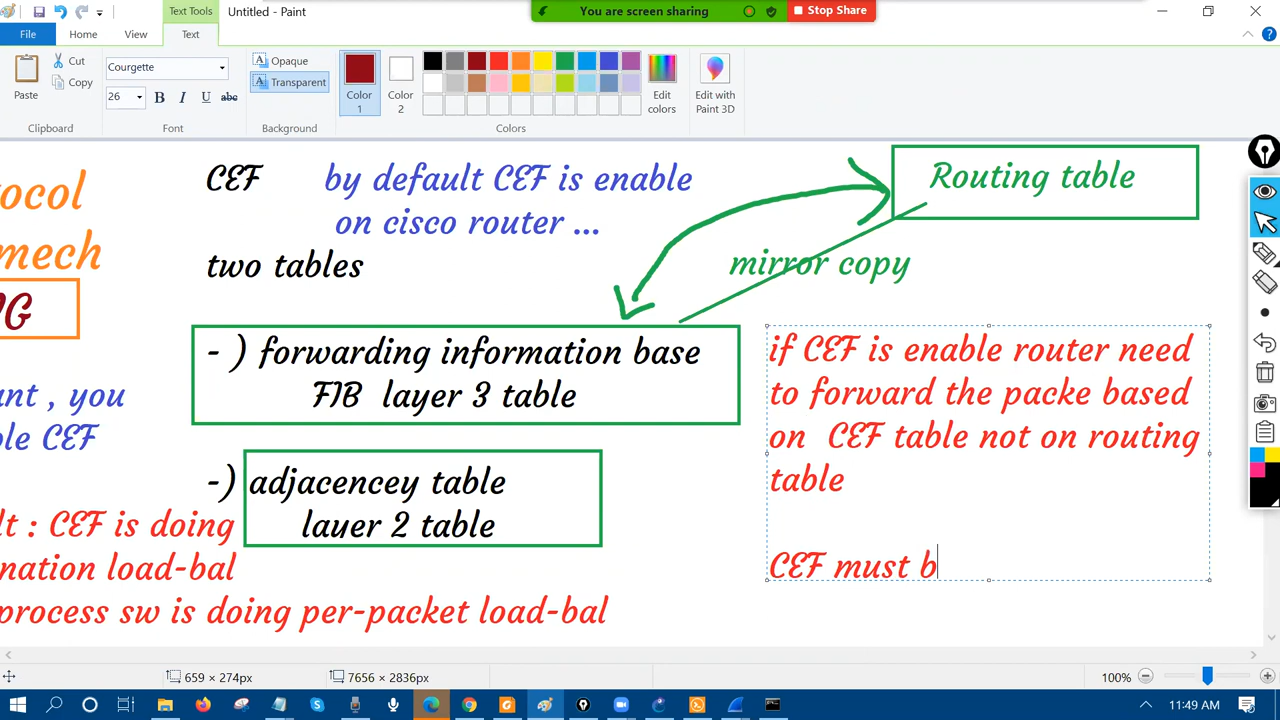 Text Tools
Untitled - Paint
You are screen sharing
Stop Share
File
Home
View
Text
Paste
Cut
Copy
Clipboard
Courgette
26
B I U abc
Font
Opaque
Transparent
Background
Color 1
Color 2
Edit colors
Edit with Paint 3D
Colors
ocol
mech
G
ant , you
ble CEF
lt : CEF is doing
nation load-bal
process sw is doing per-packet load-bal
CEF
by default CEF is enable
on cisco router ...
two tables
- ) forwarding information base
FIB layer 3 table
-) adjacencey table
layer 2 table
Routing table
mirror copy
if CEF is enable router need
to forward the packe based
on CEF table not on routing
table
CEF must b
659 × 274px
7656 × 2836px
100%
11:49 AM